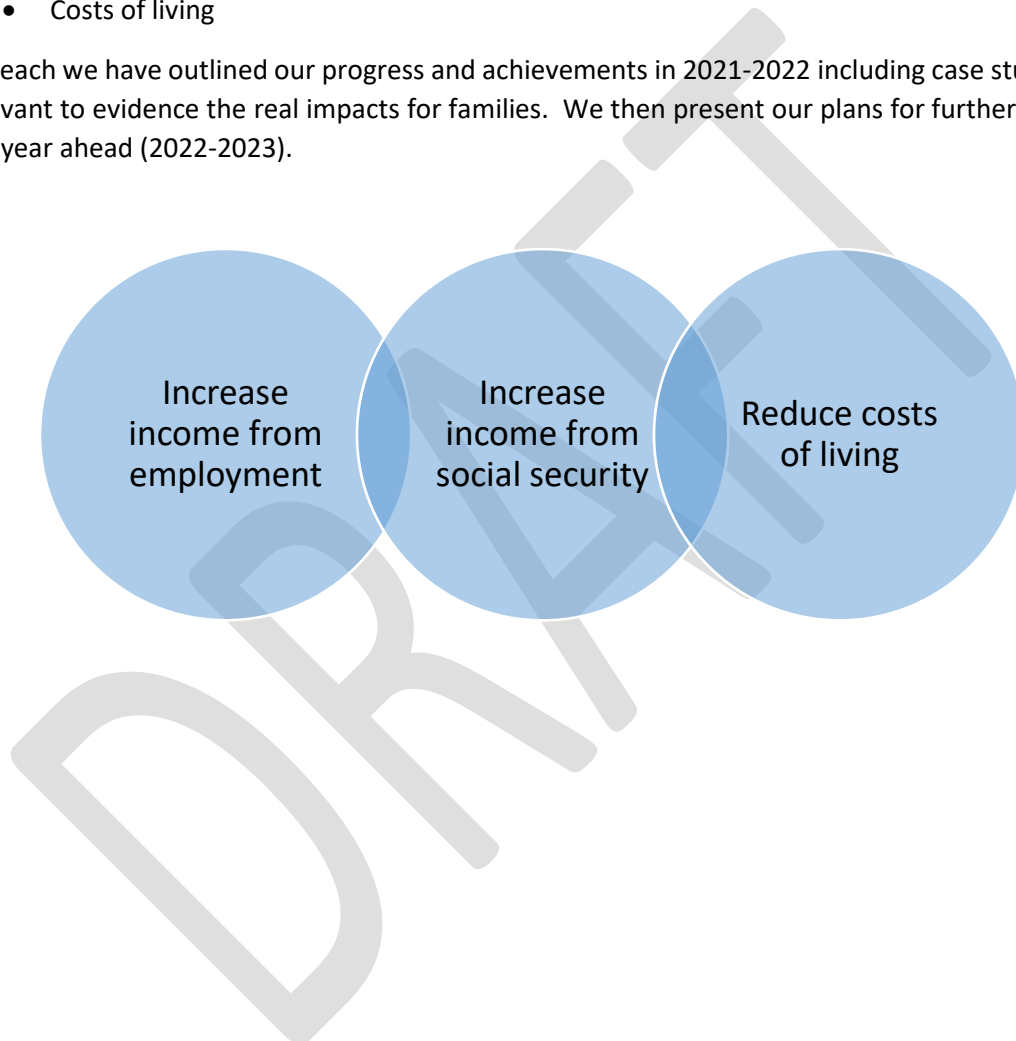 • Costs of living
each we have outlined our progress and achievements in 2021-2022 including case
vant to evidence the real impacts for families. We then present our plans for further
year ahead (2022-2023).
Increase
income from
employment
Increase
income from
social security
Reduce costs
of living
DRAFT